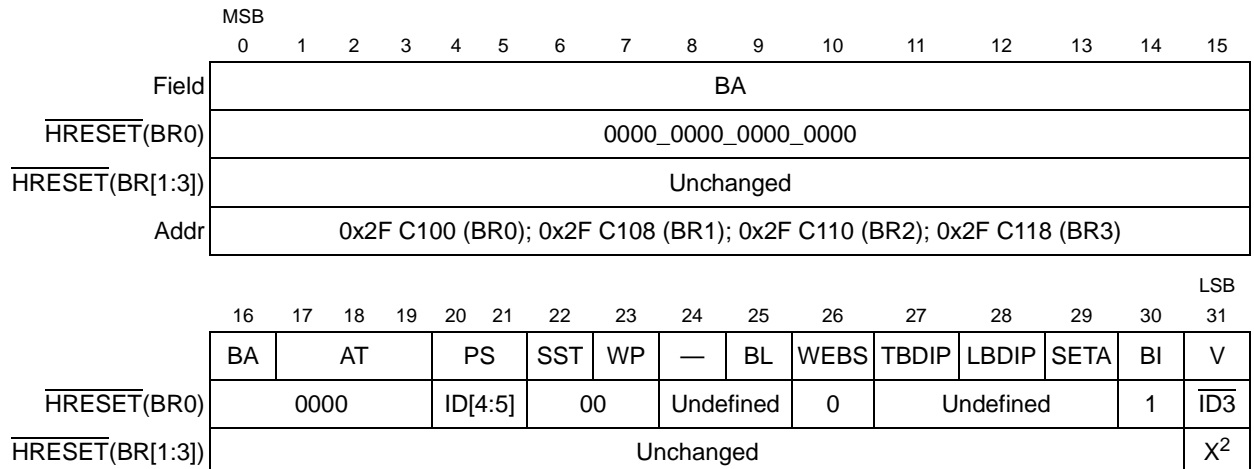 MSB
0 1 2 3 4 5 6 7 8 9 10 11 12 13 14 15
Field BA
HRESET(BR0) 0000_0000_0000_0000
HRESET(BR[1:3]) Unchanged
Addr 0x2F C100 (BR0); 0x2F C108 (BR1); 0x2F C110 (BR2); 0x2F C118 (BR3)
LSB
16 17 18 19 20 21 22 23 24 25 26 27 28 29 30 31
BA AT PS SST WP — BL WEBS TBDIP LBDIP SETA BI V
HRESET(BR0) 0000 ID[4:5] 00 Undefined 0 Undefined 1 ID3
HRESET(BR[1:3]) Unchanged X2